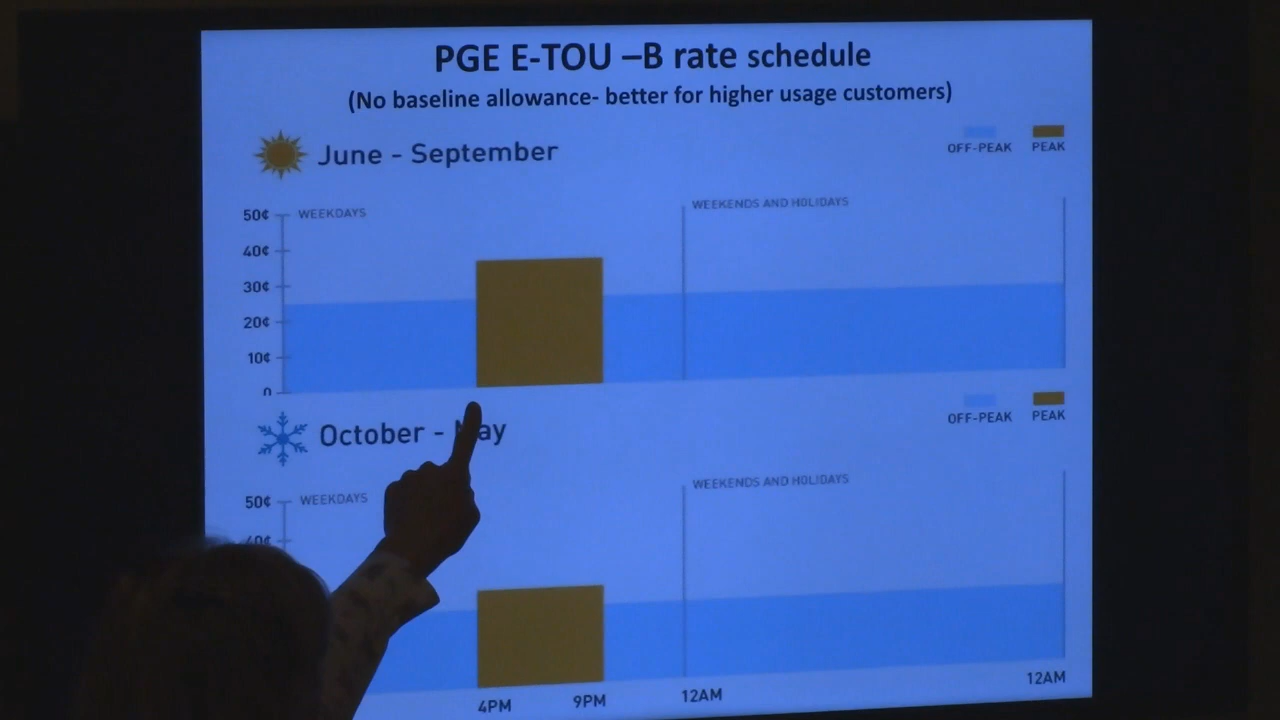 PGE E-TOU –B rate schedule
(No baseline allowance- better for higher usage customers)
June - September
OFF-PEAK PEAK
50¢ WEEKDAYS WEEKENDS AND HOLIDAYS
40¢
30¢
20¢
10¢
0
October - May
OFF-PEAK PEAK
50¢ WEEKDAYS WEEKENDS AND HOLIDAYS
40¢
4PM 9PM 12AM 12AM